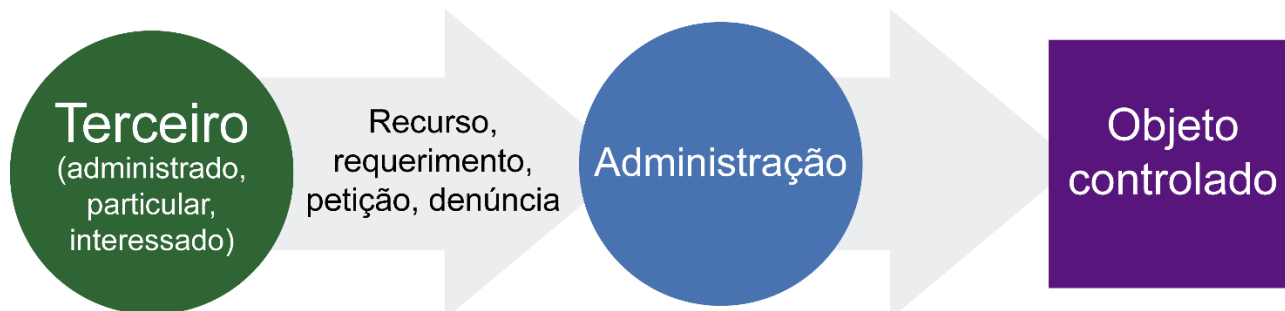 Terceiro
(administrado,
particular,
interessado)
Recurso,
requerimento,
petição, denúncia
Administração
Objeto
controlado